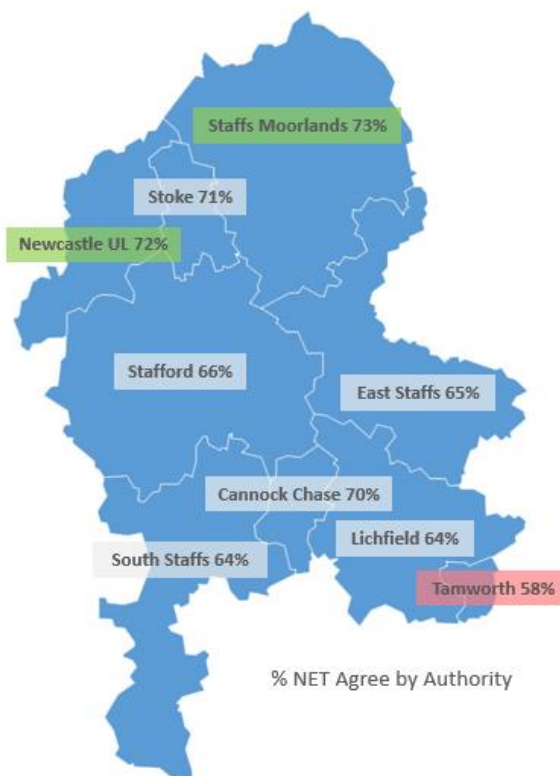 Staffs Moorlands 73%
Stoke 71%
Newcastle UL 72%
Stafford 66%
East Staffs 65%
Cannock Chase 70%
Lichfield 64%
South Staffs 64%
Tamworth 58%
% NET Agree by Authority